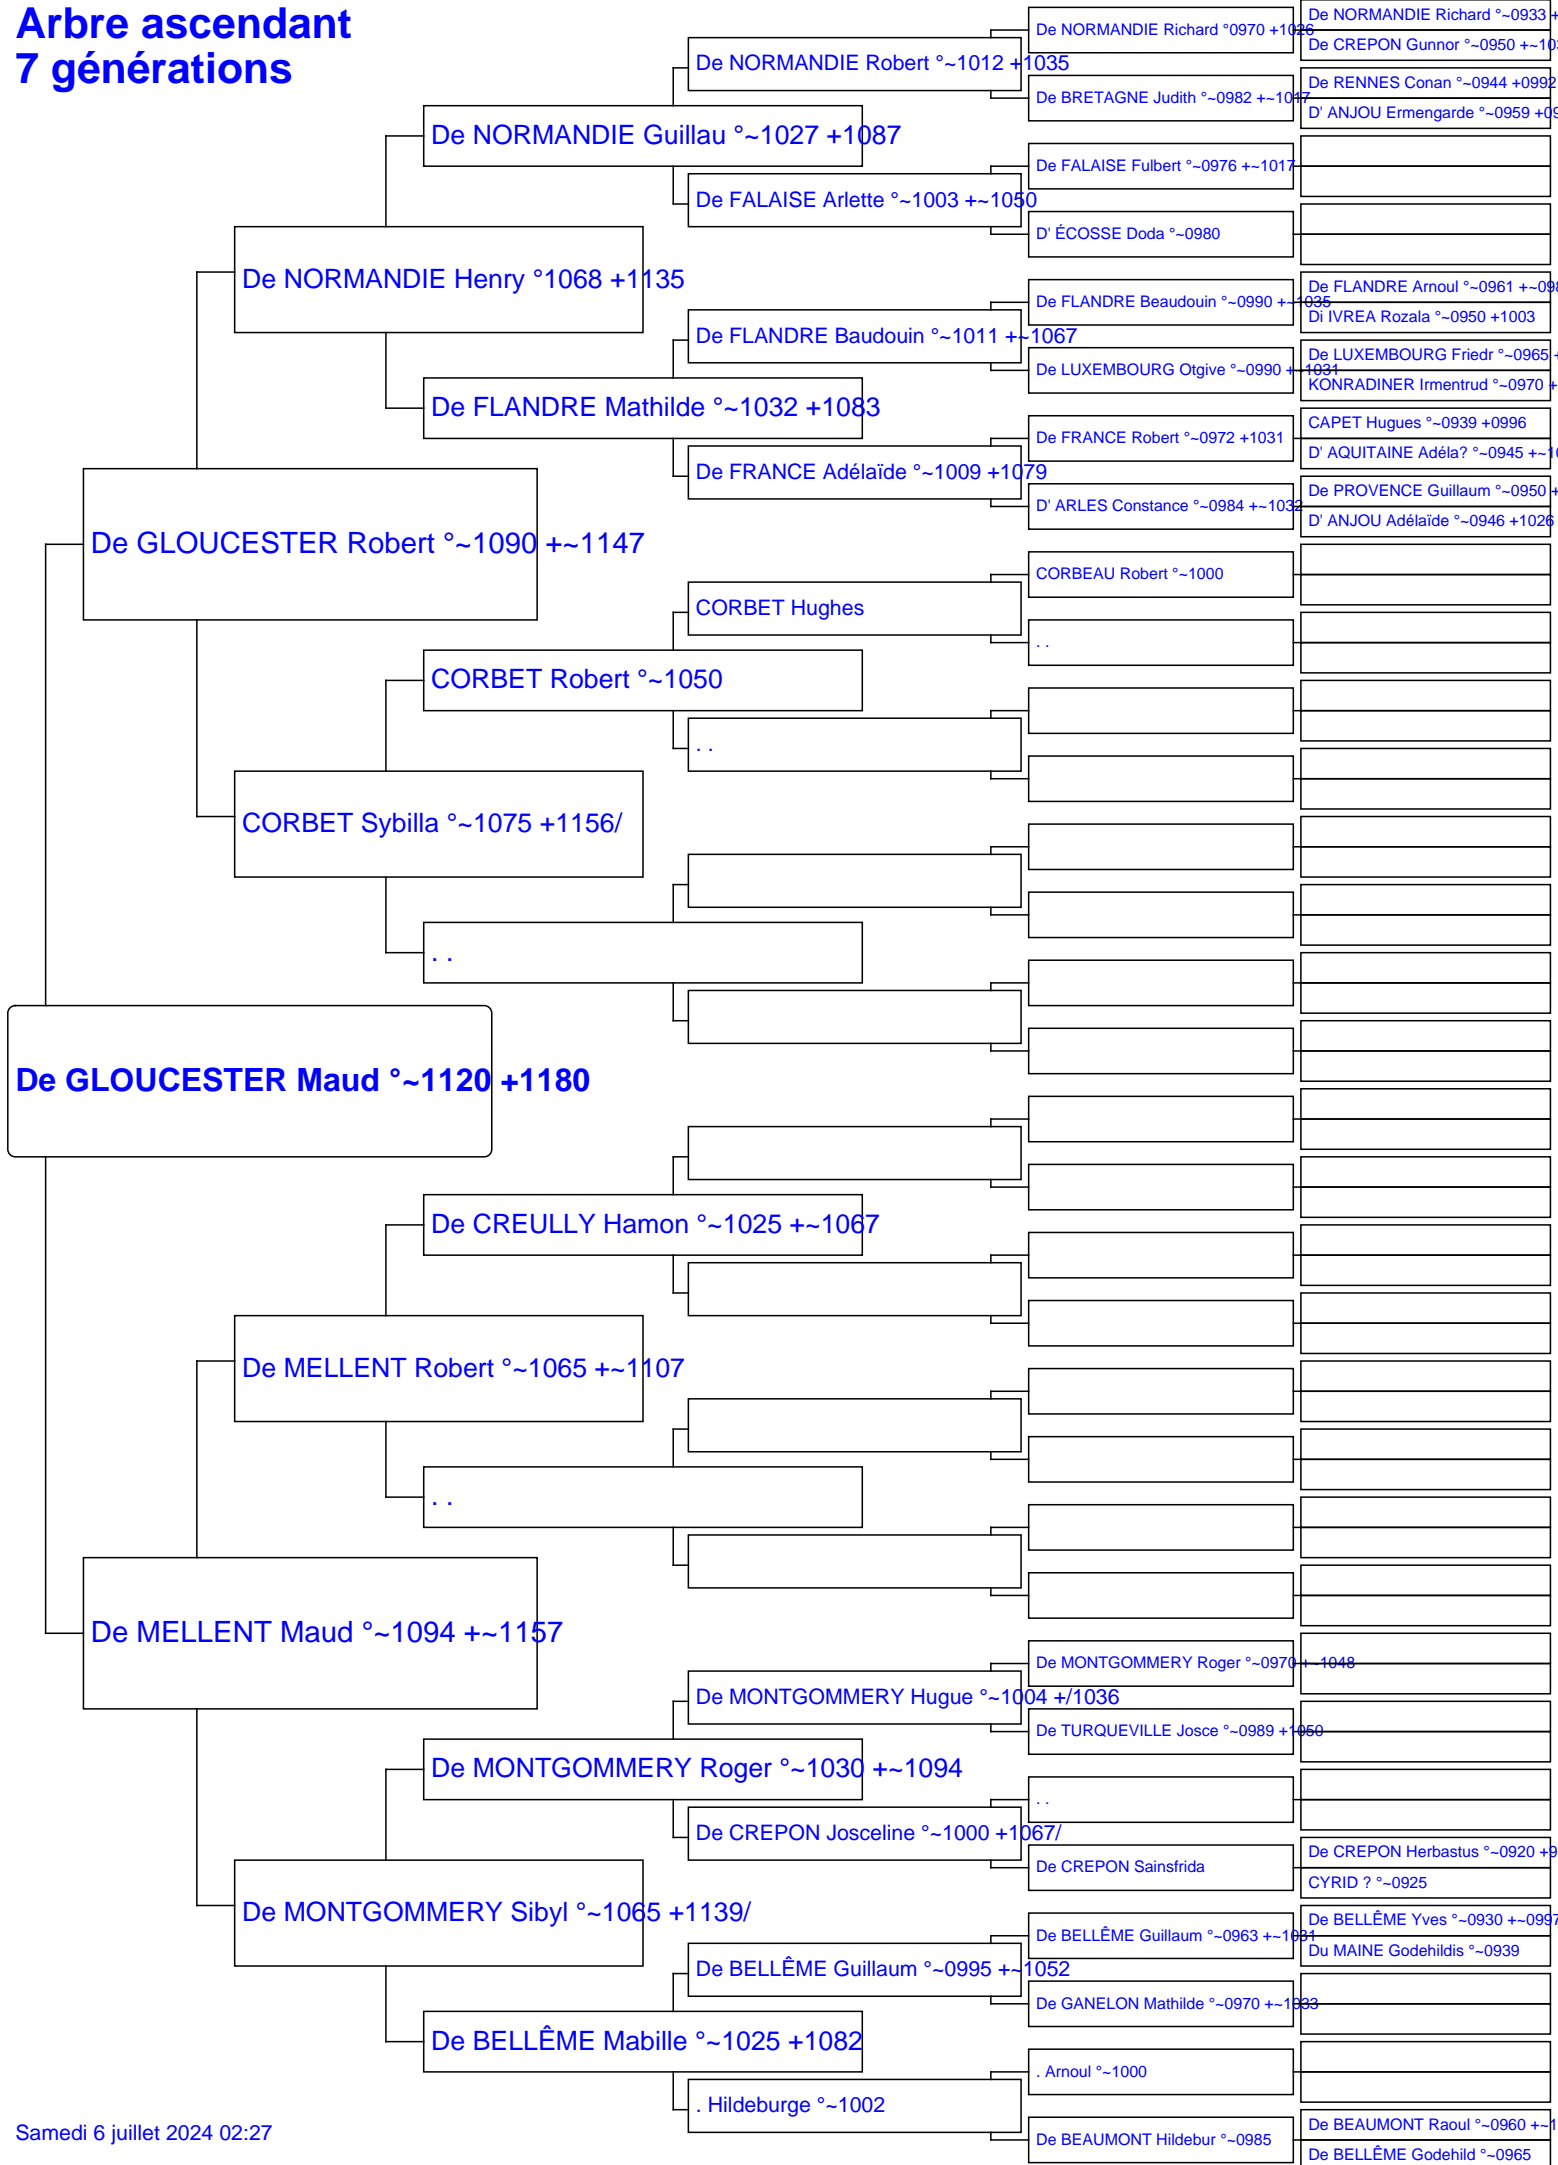 Arbre ascendant
7 générations
De GLOUCESTER Maud °~1120 +1180
De GLOUCESTER Robert °~1090 +~1147
De MELLENT Maud °~1094 +~1157
De NORMANDIE Henry °1068 +1135
CORBET Sybilla °~1075 +1156/
De MELLENT Robert °~1065 +~1107
De MONTGOMMERY Sibyl °~1065 +1139/
De NORMANDIE Guillau °~1027 +1087
De FLANDRE Mathilde °~1032 +1083
CORBET Robert °~1050
. .
De CREULLY Hamon °~1025 +~1067
. .
De MONTGOMMERY Roger °~1030 +~1094
De BELLÊME Mabille °~1025 +1082
De NORMANDIE Robert °~1012 +1035
De FALAISE Arlette °~1003 +~1050
De FLANDRE Baudouin °~1011 +~1067
De FRANCE Adélaïde °~1009 +1079
CORBET Hughes
. .
De MONTGOMMERY Hugue °~1004 +/1036
De CREPON Josceline °~1000 +1067/
De BELLÊME Guillaum °~0995 +~1052
. Hildeburge °~1002
De NORMANDIE Richard °0970 +1026
De BRETAGNE Judith °~0982 +~1017
De FALAISE Fulbert °~0976 +~1017
D' ÉCOSSE Doda °~0980
De FLANDRE Beaudouin °~0990 +~1035
De LUXEMBOURG Otgive °~0990 +~1031
De FRANCE Robert °~0972 +1031
D' ARLES Constance °~0984 +~1032
CORBEAU Robert °~1000
. .
De MONTGOMMERY Roger °~0970 +~1048
De TURQUEVILLE Josce °~0989 +1050
. .
De CREPON Sainsfrida
De BELLÊME Guillaum °~0963 +~1031
De GANELON Mathilde °~0970 +~1033
. Arnoul °~1000
De BEAUMONT Hildebur °~0985
De NORMANDIE Richard °~0933 +
De CREPON Gunnor °~0950 +~103
De RENNES Conan °~0944 +0992
D' ANJOU Ermengarde °~0959 +09
De FLANDRE Arnoul °~0961 +~098
Di IVREA Rozala °~0950 +1003
De LUXEMBOURG Friedr °~0965 +
KONRADINER Irmentrud °~0970 +
CAPET Hugues °~0939 +0996
D' AQUITAINE Adéla? °~0945 +~10
De PROVENCE Guillaum °~0950 +
D' ANJOU Adélaïde °~0946 +1026
De CREPON Herbastus °~0920 +9
CYRID ? °~0925
De BELLÊME Yves °~0930 +~0997
Du MAINE Godehildis °~0939
De BEAUMONT Raoul °~0960 +~1
De BELLÊME Godehild °~0965
Samedi 6 juillet 2024 02:27